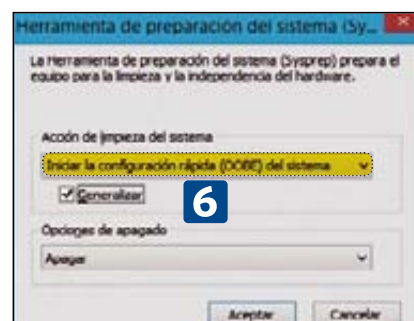 Herramienta de preparación del sistema (Sy...
La Herramienta de preparación del sistema (Sysprep) prepara el
equipo para la limpieza y la independencia del hardware.
Acción de limpieza del sistema
Iniciar la configuración rápida (OOBE) del sistema
Generalizar
6
Opciones de apagado
Apagar
Aceptar
Cancelar